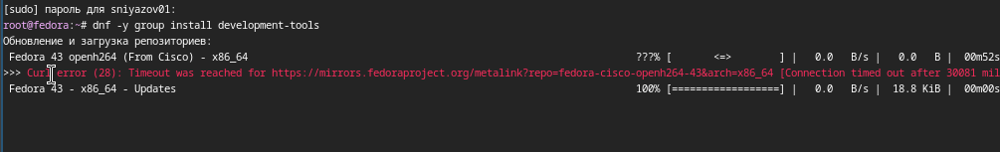 [sudo] пароль для sniyazov01:
root@fedora:~# dnf -y group install development-tools
Обновление и загрузка репозиториев:
Fedora 43 openh264 (From Cisco) - x86_64 ???% [ <=> ] | 0.0 B/s | 0.0 B | 00m52s
>>> Curl error (28): Timeout was reached for https://mirrors.fedoraproject.org/metalink?repo=fedora-cisco-openh264-43&arch=x86_64 [Connection timed out after 30081 mil
Fedora 43 - x86_64 - Updates 100% [==================] | 0.0 B/s | 18.8 KiB | 00m00s